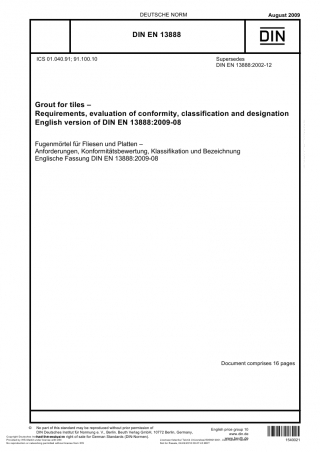 DEUTSCHE NORM
August 2009
DIN EN 13888
DIN
ICS 01.040.91; 91.100.10
Supersedes
DIN EN 13888:2002-12
Grout for tiles –
Requirements, evaluation of conformity, classification and designation
English version of DIN EN 13888:2009-08
Fugenmörtel für Fliesen und Platten –
Anforderungen, Konformitätsbewertung, Klassifikation und Bezeichnung
Englische Fassung DIN EN 13888:2009-08
Document comprises 16 pages
No part of this standard may be reproduced without prior permission of
DIN Deutsches Institut für Normung e. V., Berlin. Beuth Verlag GmbH, 10772 Berlin, Germany,
has the exclusive right of sale for German Standards (DIN-Normen).
English price group 10
www.din.de
www.beuth.de